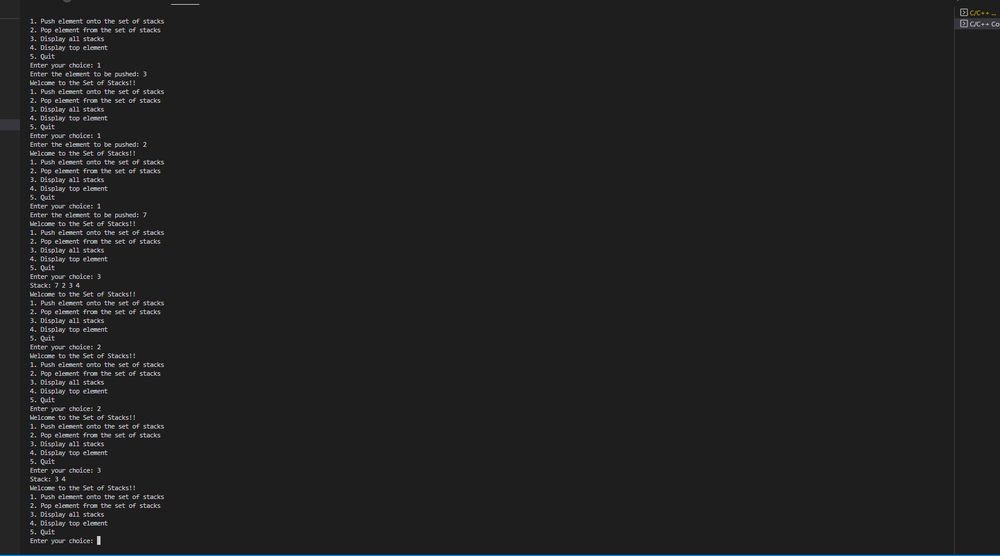 1. Push element onto the set of stacks
2. Pop element from the set of stacks
3. Display all stacks
4. Display top element
5. Quit
Enter your choice: 1
Enter the element to be pushed: 3
Welcome to the Set of Stacks!!
1. Push element onto the set of stacks
2. Pop element from the set of stacks
3. Display all stacks
4. Display top element
5. Quit
Enter your choice: 1
Enter the element to be pushed: 2
Welcome to the Set of Stacks!!
1. Push element onto the set of stacks
2. Pop element from the set of stacks
3. Display all stacks
4. Display top element
5. Quit
Enter your choice: 1
Enter the element to be pushed: 7
Welcome to the Set of Stacks!!
1. Push element onto the set of stacks
2. Pop element from the set of stacks
3. Display all stacks
4. Display top element
5. Quit
Enter your choice: 3
Stack: 7 2 3 4
Welcome to the Set of Stacks!!
1. Push element onto the set of stacks
2. Pop element from the set of stacks
3. Display all stacks
4. Display top element
5. Quit
Enter your choice: 2
Welcome to the Set of Stacks!!
1. Push element onto the set of stacks
2. Pop element from the set of stacks
3. Display all stacks
4. Display top element
5. Quit
Enter your choice: 2
Welcome to the Set of Stacks!!
1. Push element onto the set of stacks
2. Pop element from the set of stacks
3. Display all stacks
4. Display top element
5. Quit
Enter your choice: 3
Stack: 3 4
Welcome to the Set of Stacks!!
1. Push element onto the set of stacks
2. Pop element from the set of stacks
3. Display all stacks
4. Display top element
5. Quit
Enter your choice:
C/C++ ...
C/C++ Co